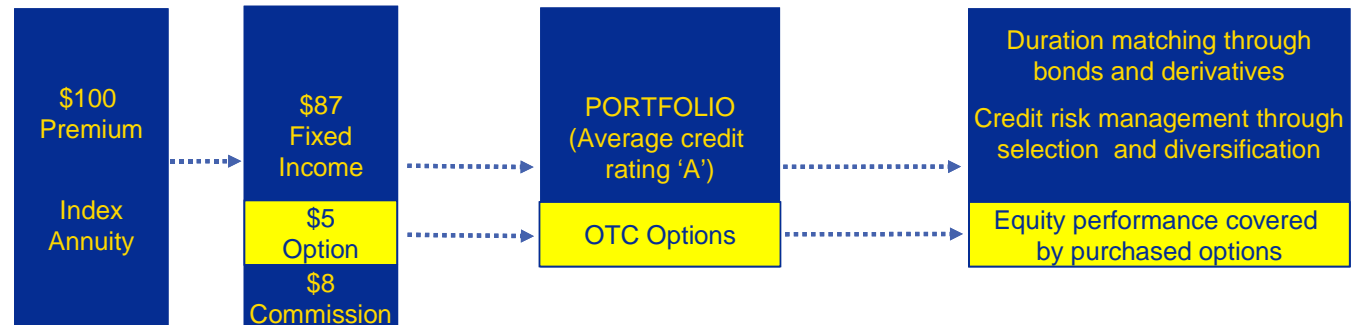 $100
Premium
Index
Annuity
$87
Fixed
Income
$5
Option
$8
Commission
PORTFOLIO
(Average credit
rating ‘A’)
OTC Options
Duration matching through
bonds and derivatives
Credit risk management through
selection and diversification
Equity performance covered
by purchased options